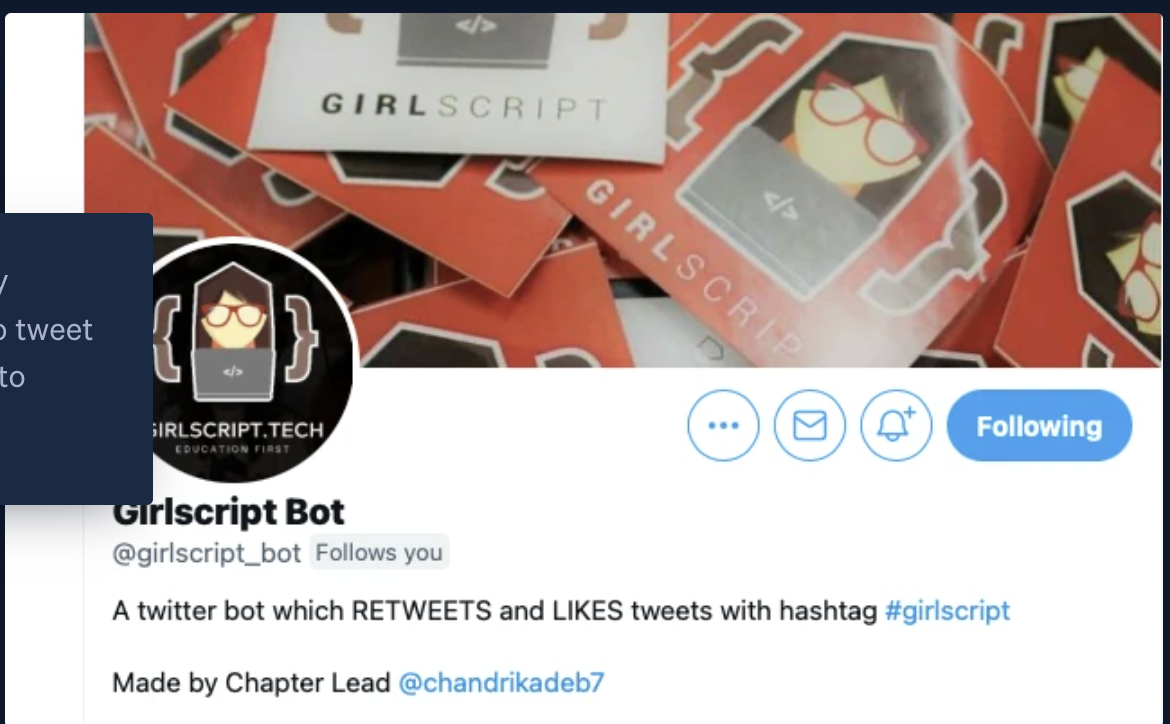 </>
GIRLSCRIPT
</>
GIRLSCRIP
y
tweet
to
</>
GIRLSCRIPT.TECH
EDUCATION FIRST
Following
Girlscript Bot
@girlscript_bot Follows you
A twitter bot which RETWEETS and LIKES tweets with hashtag #girlscript
Made by Chapter Lead @chandrikadeb7